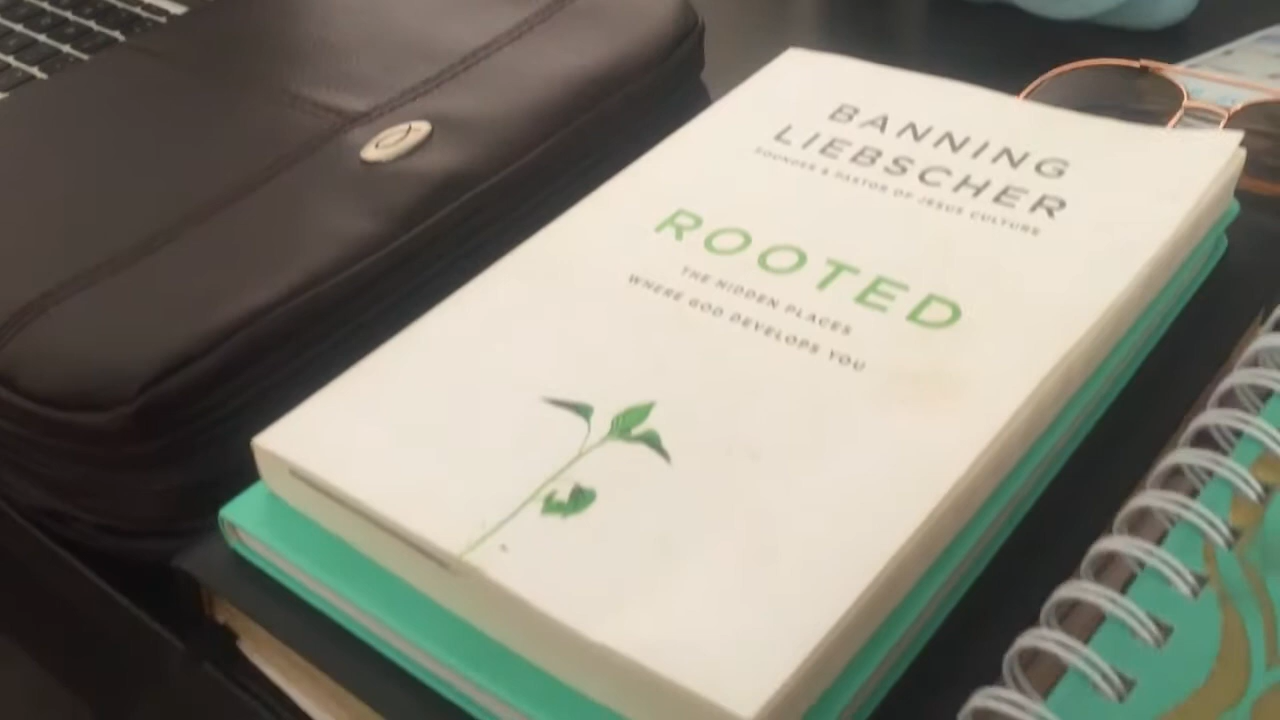 BANNING
LIEBSCHER
FOUNDER & PASTOR OF JESUS CULTURE
ROOTED
THE HIDDEN PLACES
WHERE GOD DEVELOPS YOU